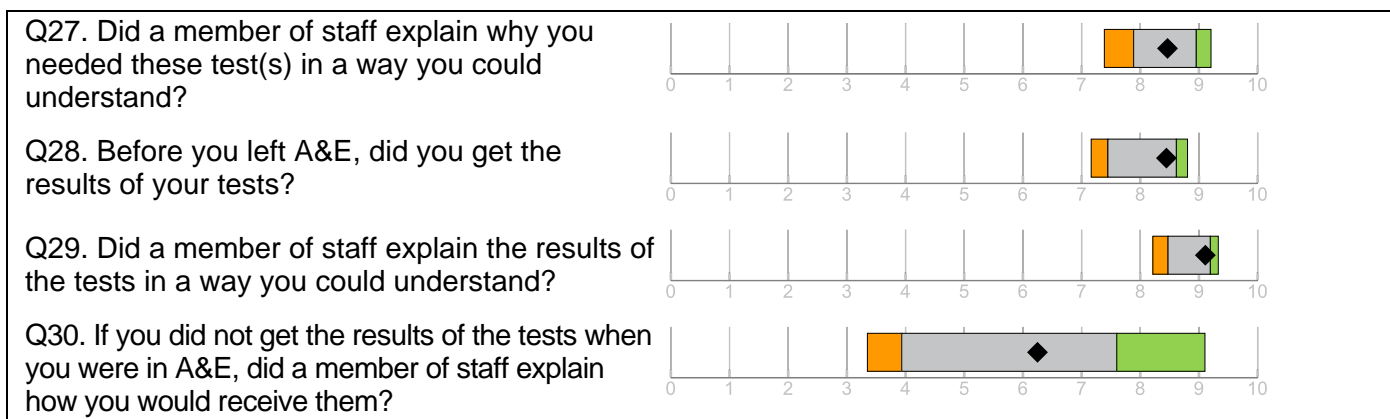 Q27. Did a member of staff explain why you
needed these test(s) in a way you could
understand?
0 1 2 3 4 5 6 7 8 9 10
Q28. Before you left A&E, did you get the
results of your tests?
0 1 2 3 4 5 6 7 8 9 10
Q29. Did a member of staff explain the results of
the tests in a way you could understand?
0 1 2 3 4 5 6 7 8 9 10
Q30. If you did not get the results of the tests when
you were in A&E, did a member of staff explain
how you would receive them?
0 1 2 3 4 5 6 7 8 9 10